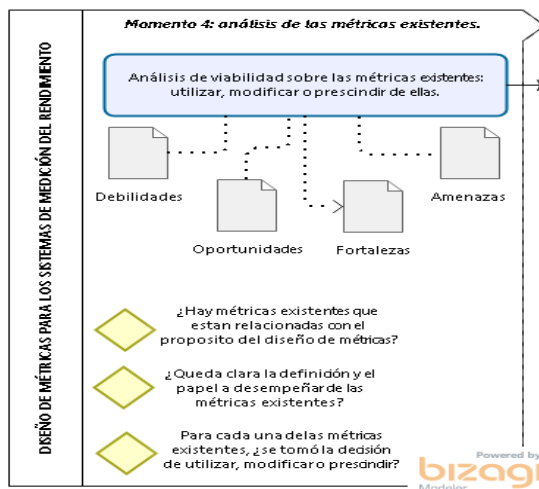 DISEÑO DE MÉTRICAS PARA LOS SISTEMAS DE MEDICIÓN DEL RENDIMIENTO
Momento 4: análisis de las métricas existentes.
Análisis de viabilidad sobre las métricas existentes:
utilizar, modificar o prescindir de ellas.
Debilidades
Oportunidades
Fortalezas
Amenazas
¿Hay métricas existentes que
estan relacionadas con el
proposito del diseño de métricas?
¿Queda clara la definición y el
papel a desempeñar de las
métricas existentes?
Para cada una delas métricas
existentes, ¿se tomó la decisión
de utilizar, modificar o prescindir?
Powered by
bizagi
Modeler